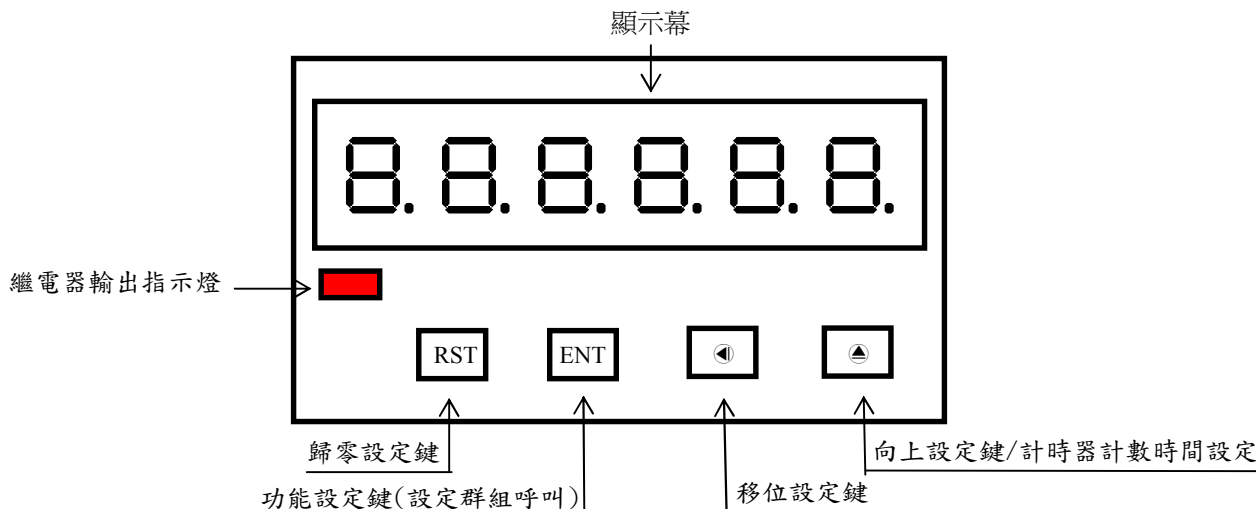 顯示幕
8.8.8.8.8.8.
繼電器輸出指示燈
RST ENT
歸零設定鍵
向上設定鍵/計時器計數時間設定
功能設定鍵(設定群組呼叫)
移位設定鍵